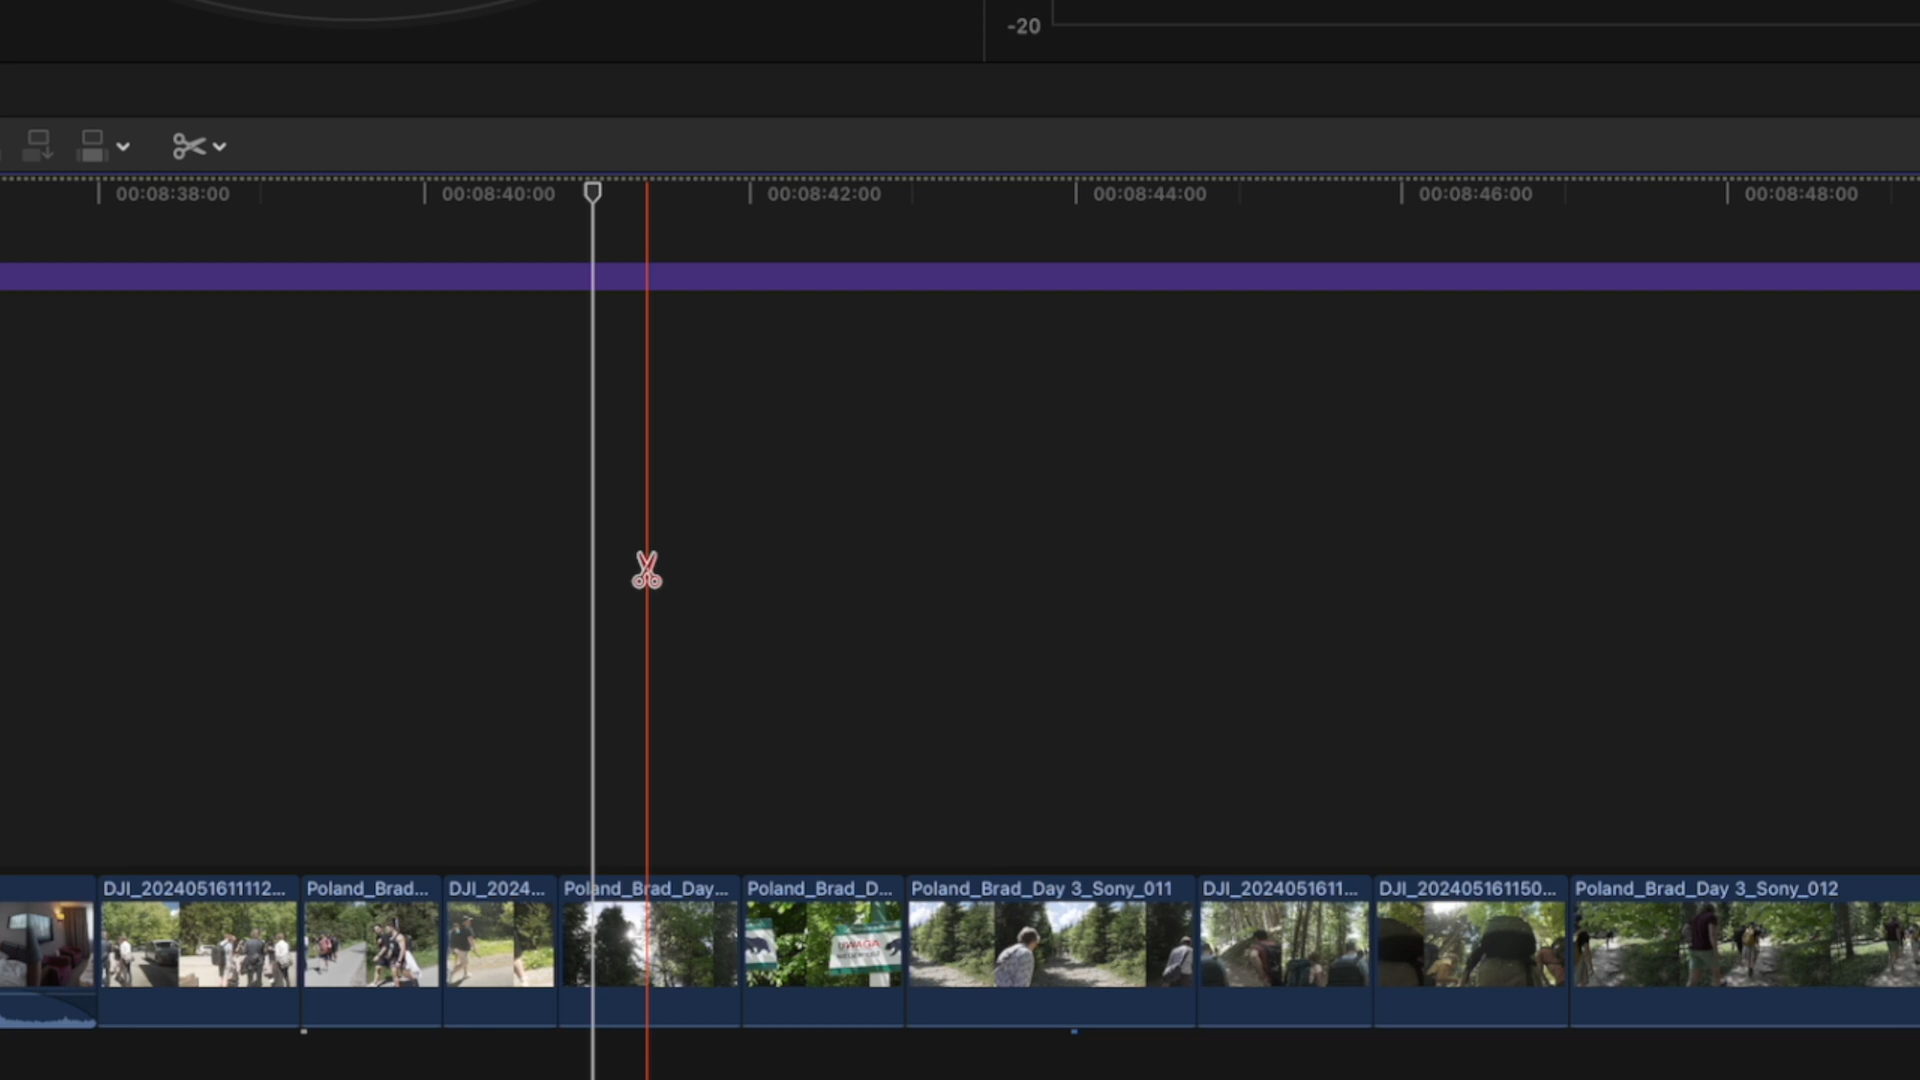 -20
00:08:38:00 00:08:40:00 00:08:42:00 00:08:44:00 00:08:46:00 00:08:48:00
DJI_2024051611112... Poland_Brad... DJI_2024... Poland_Brad_Day... Poland_Brad_D... Poland_Brad_Day 3_Sony_011 DJI_2024051611... DJI_202405161150... Poland_Brad_Day 3_Sony_012
UWAGA